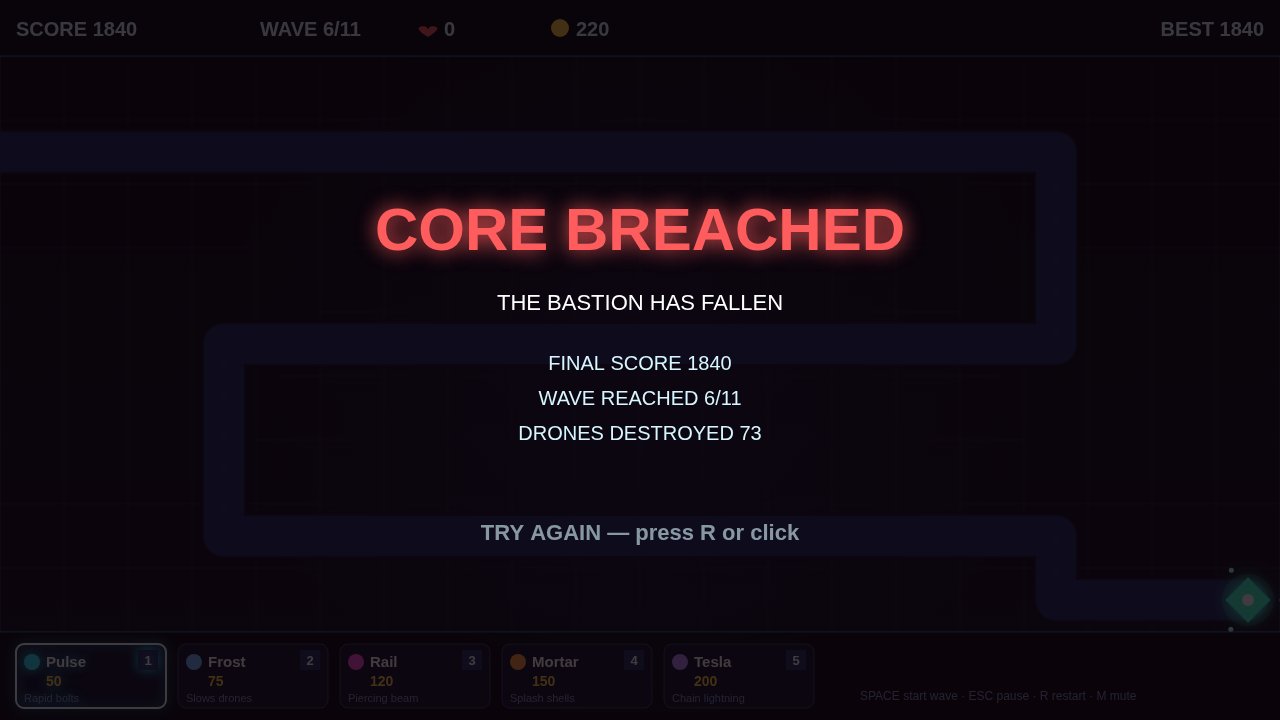 SCORE 1840 WAVE 6/11 0 220 BEST 1840
CORE BREACHED
THE BASTION HAS FALLEN
FINAL SCORE 1840
WAVE REACHED 6/11
DRONES DESTROYED 73
TRY AGAIN — press R or click
Pulse 1
50
Rapid bolts
Frost 2
75
Slows drones
Rail 3
120
Piercing beam
Mortar 4
150
Splash shells
Tesla 5
200
Chain lightning
SPACE start wave · ESC pause · R restart · M mute